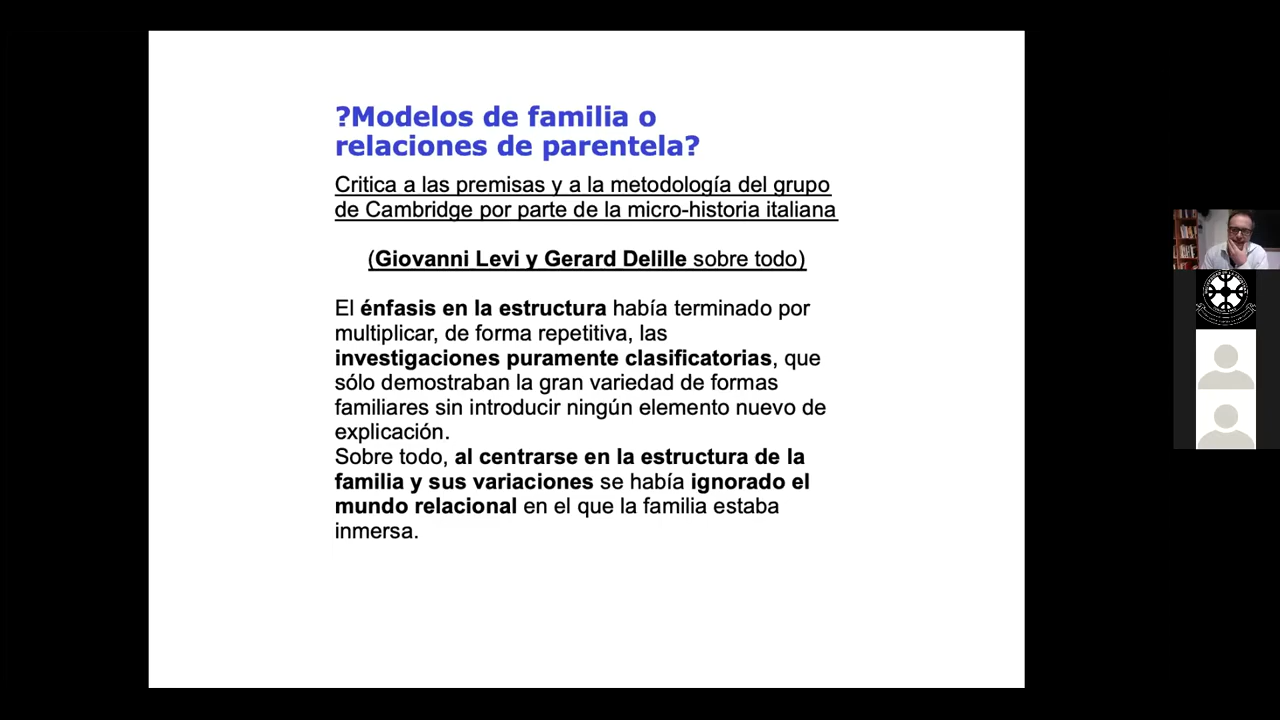 ?Modelos de familia o
relaciones de parentela?
Critica a las premisas y a la metodología del grupo
de Cambridge por parte de la micro-historia italiana
(Giovanni Levi y Gerard Delille sobre todo)
El énfasis en la estructura había terminado por
multiplicar, de forma repetitiva, las
investigaciones puramente clasificatorias, que
sólo demostraban la gran variedad de formas
familiares sin introducir ningún elemento nuevo de
explicación.
Sobre todo, al centrarse en la estructura de la
familia y sus variaciones se había ignorado el
mundo relacional en el que la familia estaba
inmersa.